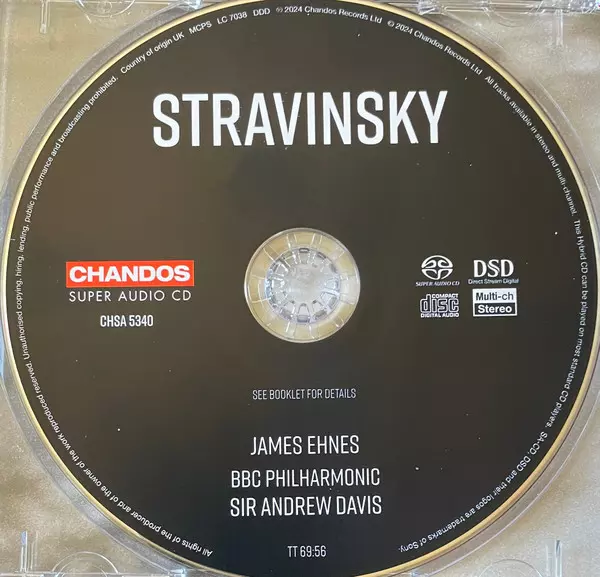 STRAVINSKY
CHANDOS
SUPER AUDIO CD
CHSA 5340
SUPER AUDIO CD
DSD
Direct Stream Digital
COMPACT
disc
DIGITAL AUDIO
Multi-ch
Stereo
SEE BOOKLET FOR DETAILS
JAMES EHNES
BBC PHILHARMONIC
SIR ANDREW DAVIS
TT 69:56
All rights of the producer and of the owner of the work reproduced reserved. Unauthorised copying, hiring, lending, public performance and broadcasting prohibited. Country of origin UK MCPS LC 7038 DDD ℗ 2024 Chandos Records Ltd © 2024 Chandos Records Ltd All tracks available in stereo and multi-channel. This Hybrid CD can be played on most standard CD players. SA-CD, DSD and their logos are trademarks of Sony.